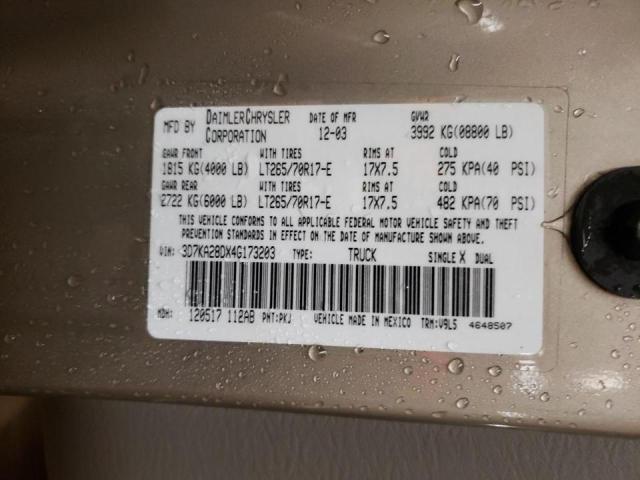 MFD BY DAIMLERCHRYSLER CORPORATION DATE OF MFR 12-03 GVWR 3992 KG(08800 LB)
GAWR FRONT WITH TIRES RIMS AT COLD
1815 KG(4000 LB) LT265/70R17-E 17X7.5 275 KPA(40 PSI)
GAWR REAR WITH TIRES RIMS AT COLD
2722 KG(6000 LB) LT265/70R17-E 17X7.5 482 KPA(70 PSI)
THIS VEHICLE CONFORMS TO ALL APPLICABLE FEDERAL MOTOR VEHICLE SAFETY AND THEFT
PREVENTION STANDARDS IN EFFECT ON THE DATE OF MANUFACTURE SHOWN ABOVE.
VIN: 3D7KA28DX4G173203 TYPE: TRUCK SINGLE X DUAL
MDH: 120517 112AB PNT:PKJ VEHICLE MADE IN MEXICO TRM:V9L5 4648507